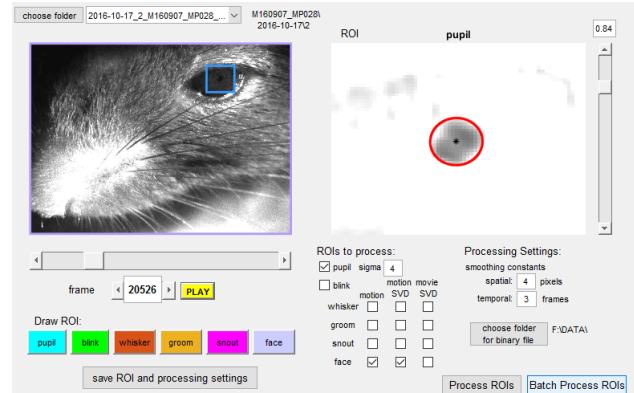 choose folder 2016-10-17_2_M160907_MP028_... M160907_MP028\
2016-10-17\2
ROI pupil 0.84
ROIs to process: Processing Settings:
pupil sigma 4 smoothing constants
blink motion movie spatial: 4 pixels
motion SVD SVD temporal: 3 frames
whisker
groom choose folder F:\DATA\
snout for binary file
face
frame 20526 PLAY
Draw ROI:
pupil blink whisker groom snout face
save ROI and processing settings
Process ROIs Batch Process ROIs